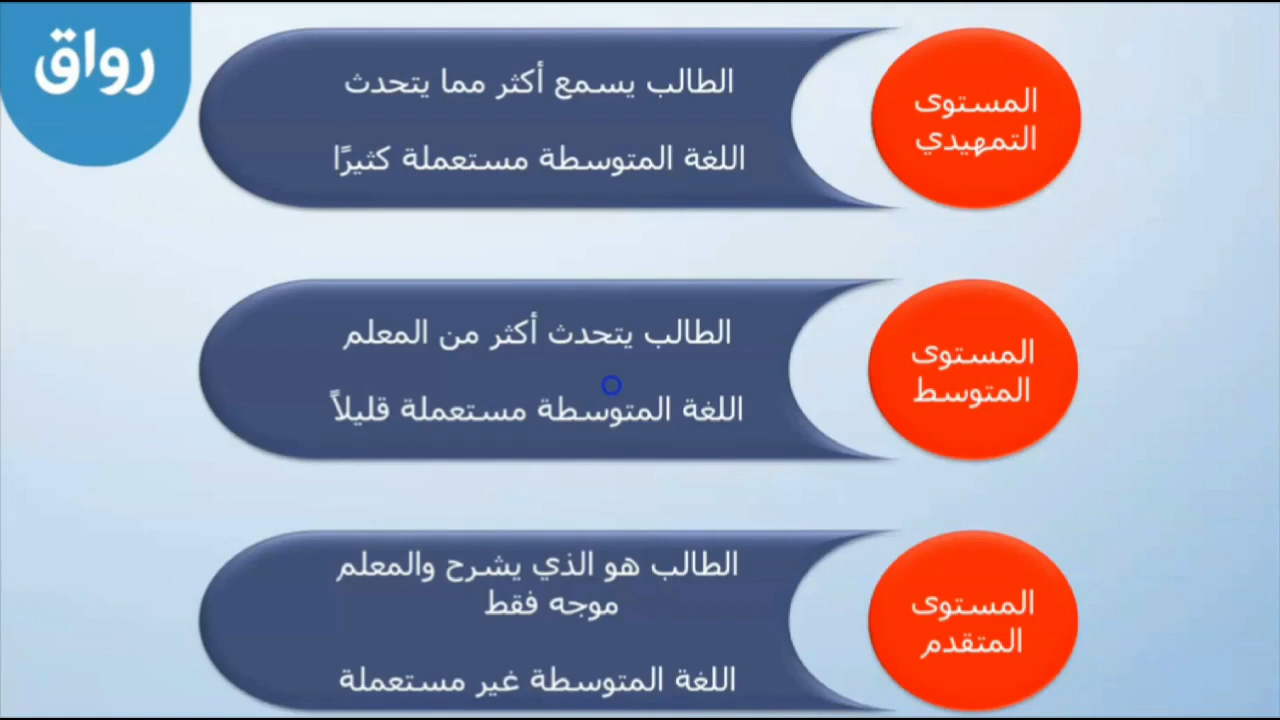 رواق
المستوى
التمهيدي
الطالب يسمع أكثر مما يتحدث
اللغة المتوسطة مستعملة كثيرًا
المستوى
المتوسط
الطالب يتحدث أكثر من المعلم
اللغة المتوسطة مستعملة قليلاً
المستوى
المتقدم
الطالب هو الذي يشرح والمعلم
موجه فقط
اللغة المتوسطة غير مستعملة